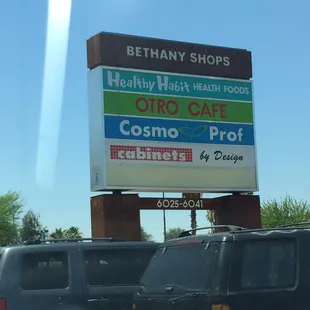 BETHANY SHOPS
Healthy Habit HEALTH FOODS
OTRO CAFE
Cosmo Prof
cabinets by Design
6025-6041